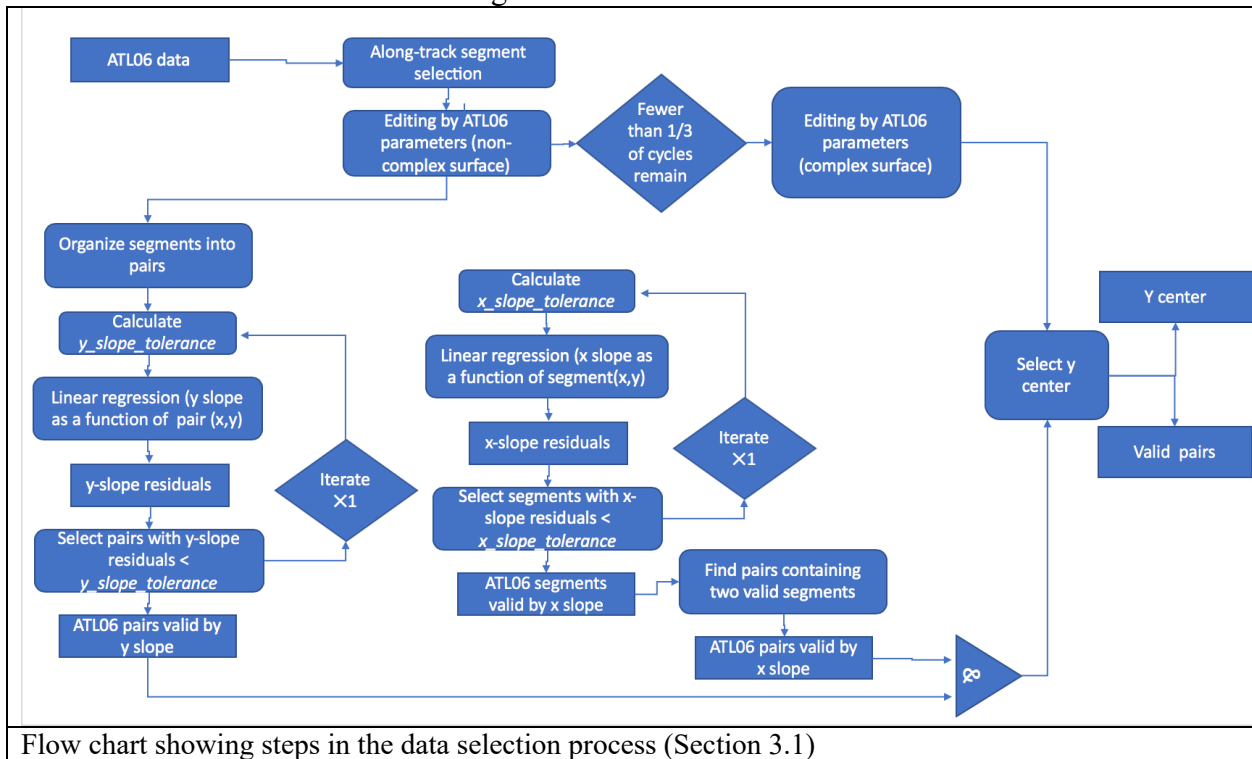 ATL06 data
Along-track segment
selection
Editing by ATL06
parameters (non-
complex surface)
Fewer
than 1/3
of cycles
remain
Editing by ATL06
parameters
(complex surface)
Organize segments into
pairs
Calculate
y_slope_tolerance
Linear regression (y slope
as a function of pair (x,y)
y-slope residuals
Select pairs with y-slope
residuals <
y_slope_tolerance
Iterate
×1
ATL06 pairs valid by
y slope
Calculate
x_slope_tolerance
Linear regression (x slope as
a function of segment(x,y)
x-slope residuals
Select segments with x-
slope residuals <
x_slope_tolerance
Iterate
×1
ATL06 segments
valid by x slope
Find pairs containing
two valid segments
ATL06 pairs valid by
x slope
&
Select y
center
Y center
Valid pairs
Flow chart showing steps in the data selection process (Section 3.1)